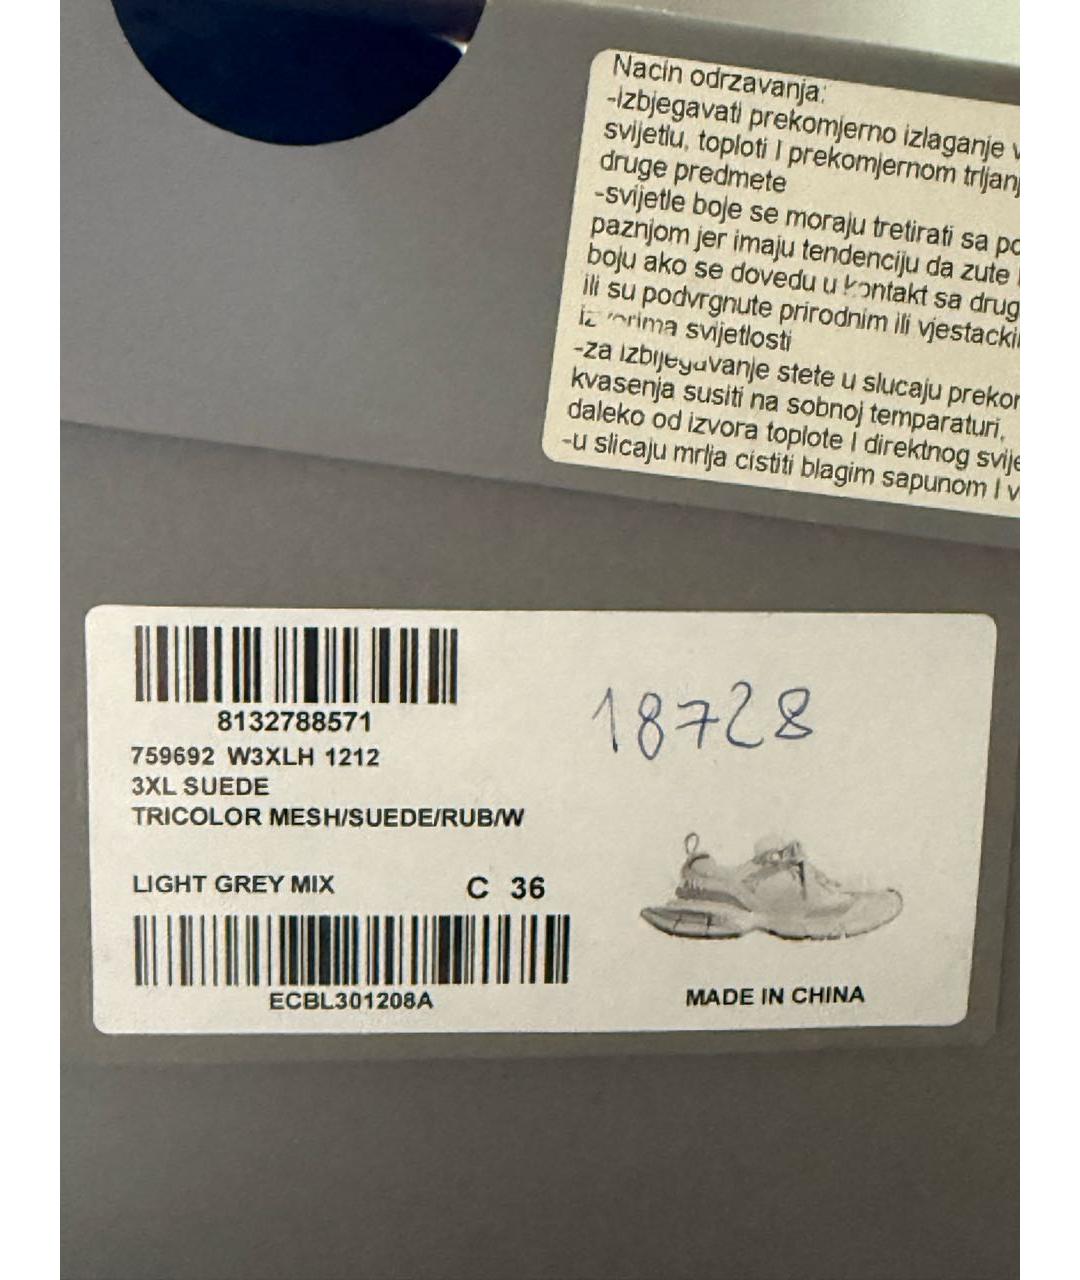 Nacin odrzavanja:
-izbjegavati prekomjerno izlaganje
svijetlu, toploti I prekomjernom
druge predmete
-svijetle boje se moraju tretirati sa
paznjom jer imaju tendenciju da zute
boju ako se dovedu u kontakt sa
ili su podvrgnute prirodnim ili
svijetlosti
-za izbijegavanje stete u slucaju
kvasenja susiti na sobnoj temparaturi,
daleko od izvora toplote I direktnog
-u slicaju mrlja cistiti blagim sapunom I
8132788571
18728
759692 W3XLH 1212
3XL SUEDE
TRICOLOR MESH/SUEDE/RUB/W
LIGHT GREY MIX C 36
ECBL301208A
MADE IN CHINA